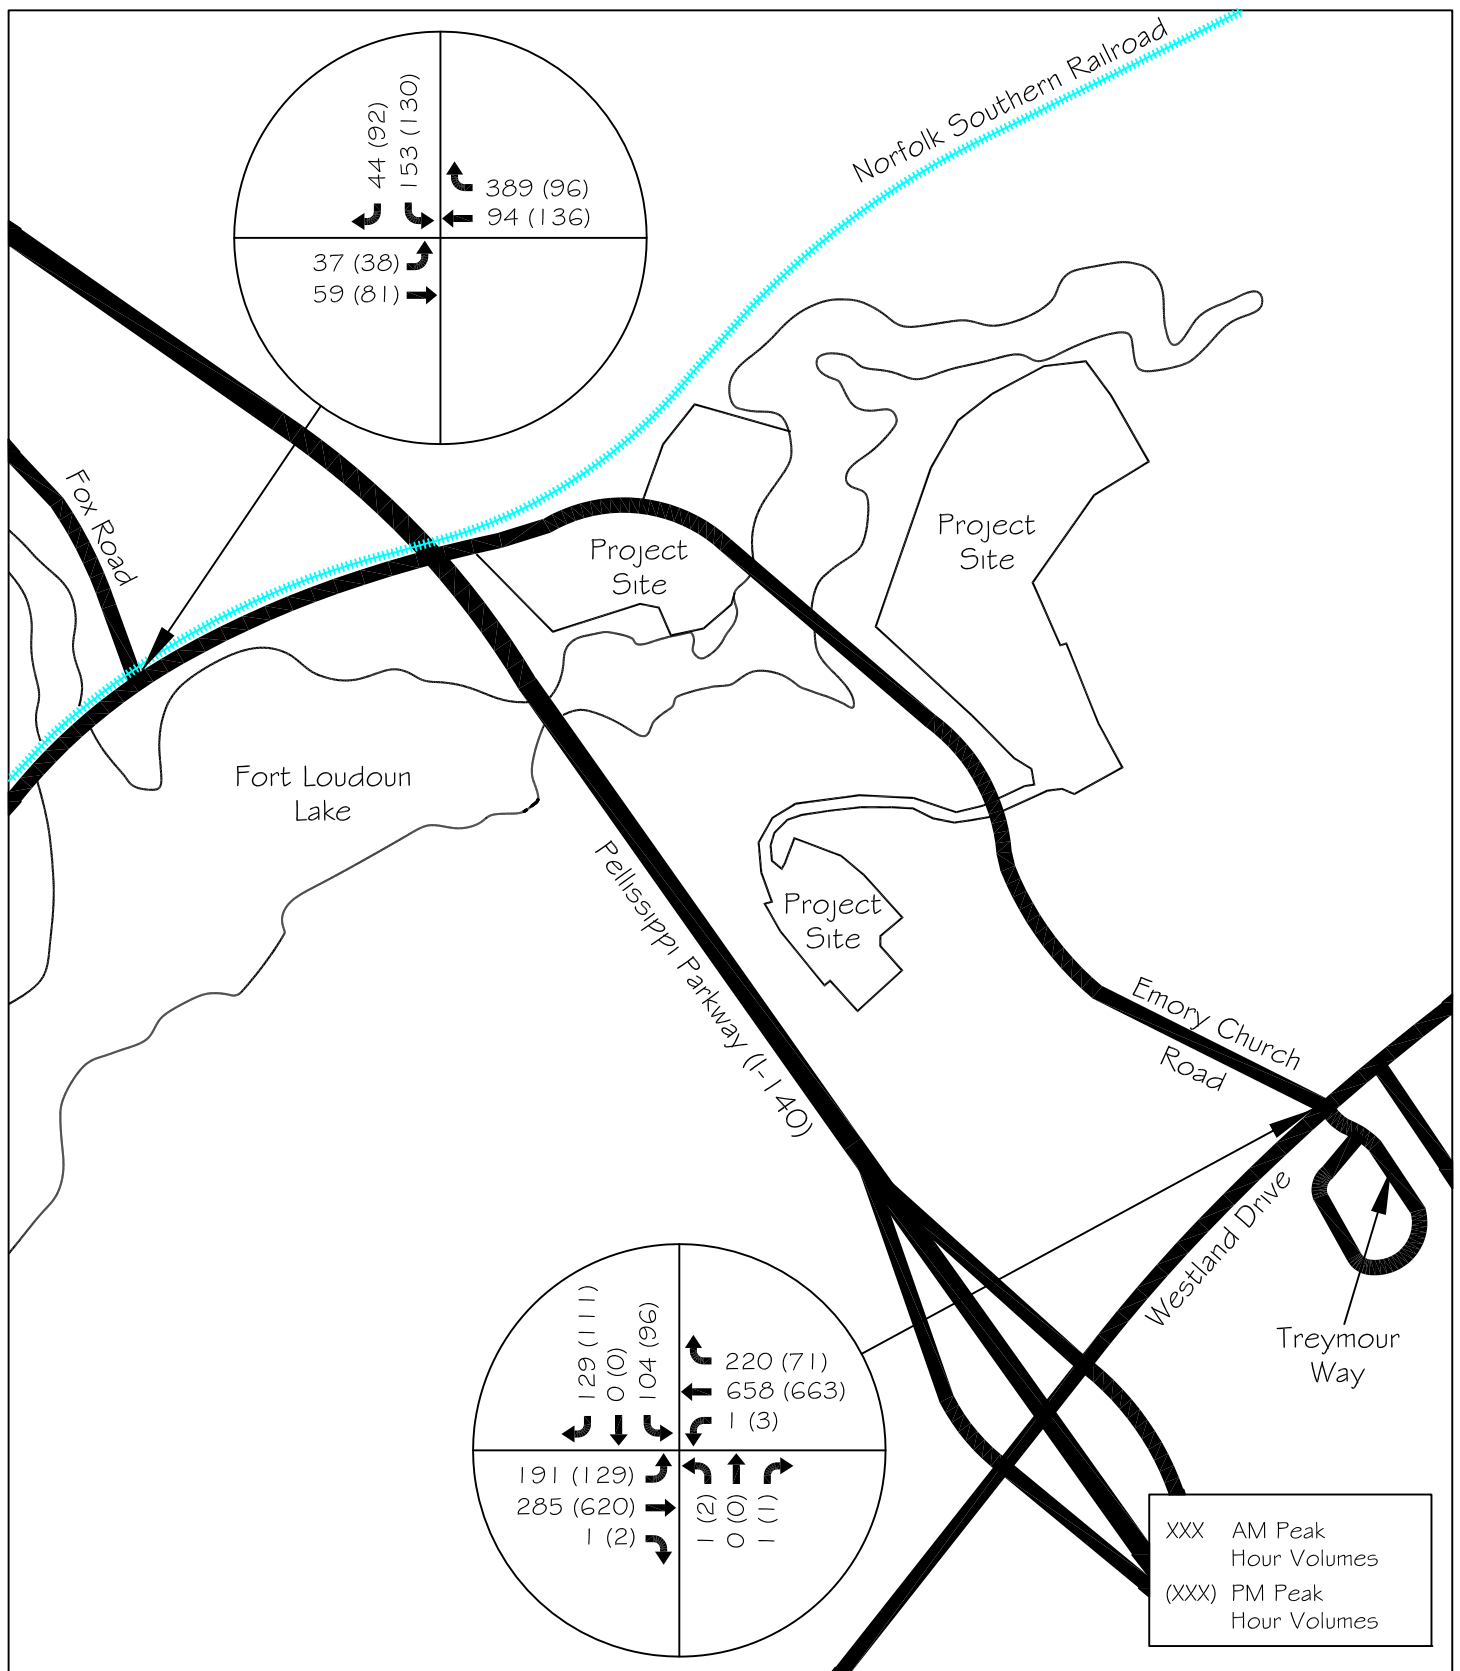 Norfolk Southern Railroad
44 (92)
153 (130)
389 (96)
94 (136)
37 (38)
59 (81)
Fox Road
Project
Site
Project
Site
Fort Loudoun
Lake
Pellissippi Parkway (I-140)
Project
Site
Emory Church
Road
Westland Drive
Treymour
Way
129 (111)
0 (0)
104 (96)
220 (71)
658 (663)
1 (3)
191 (129)
285 (620)
1 (2)
1 (2)
0 (0)
1 (1)
XXX AM Peak
Hour Volumes
(XXX) PM Peak
Hour Volumes